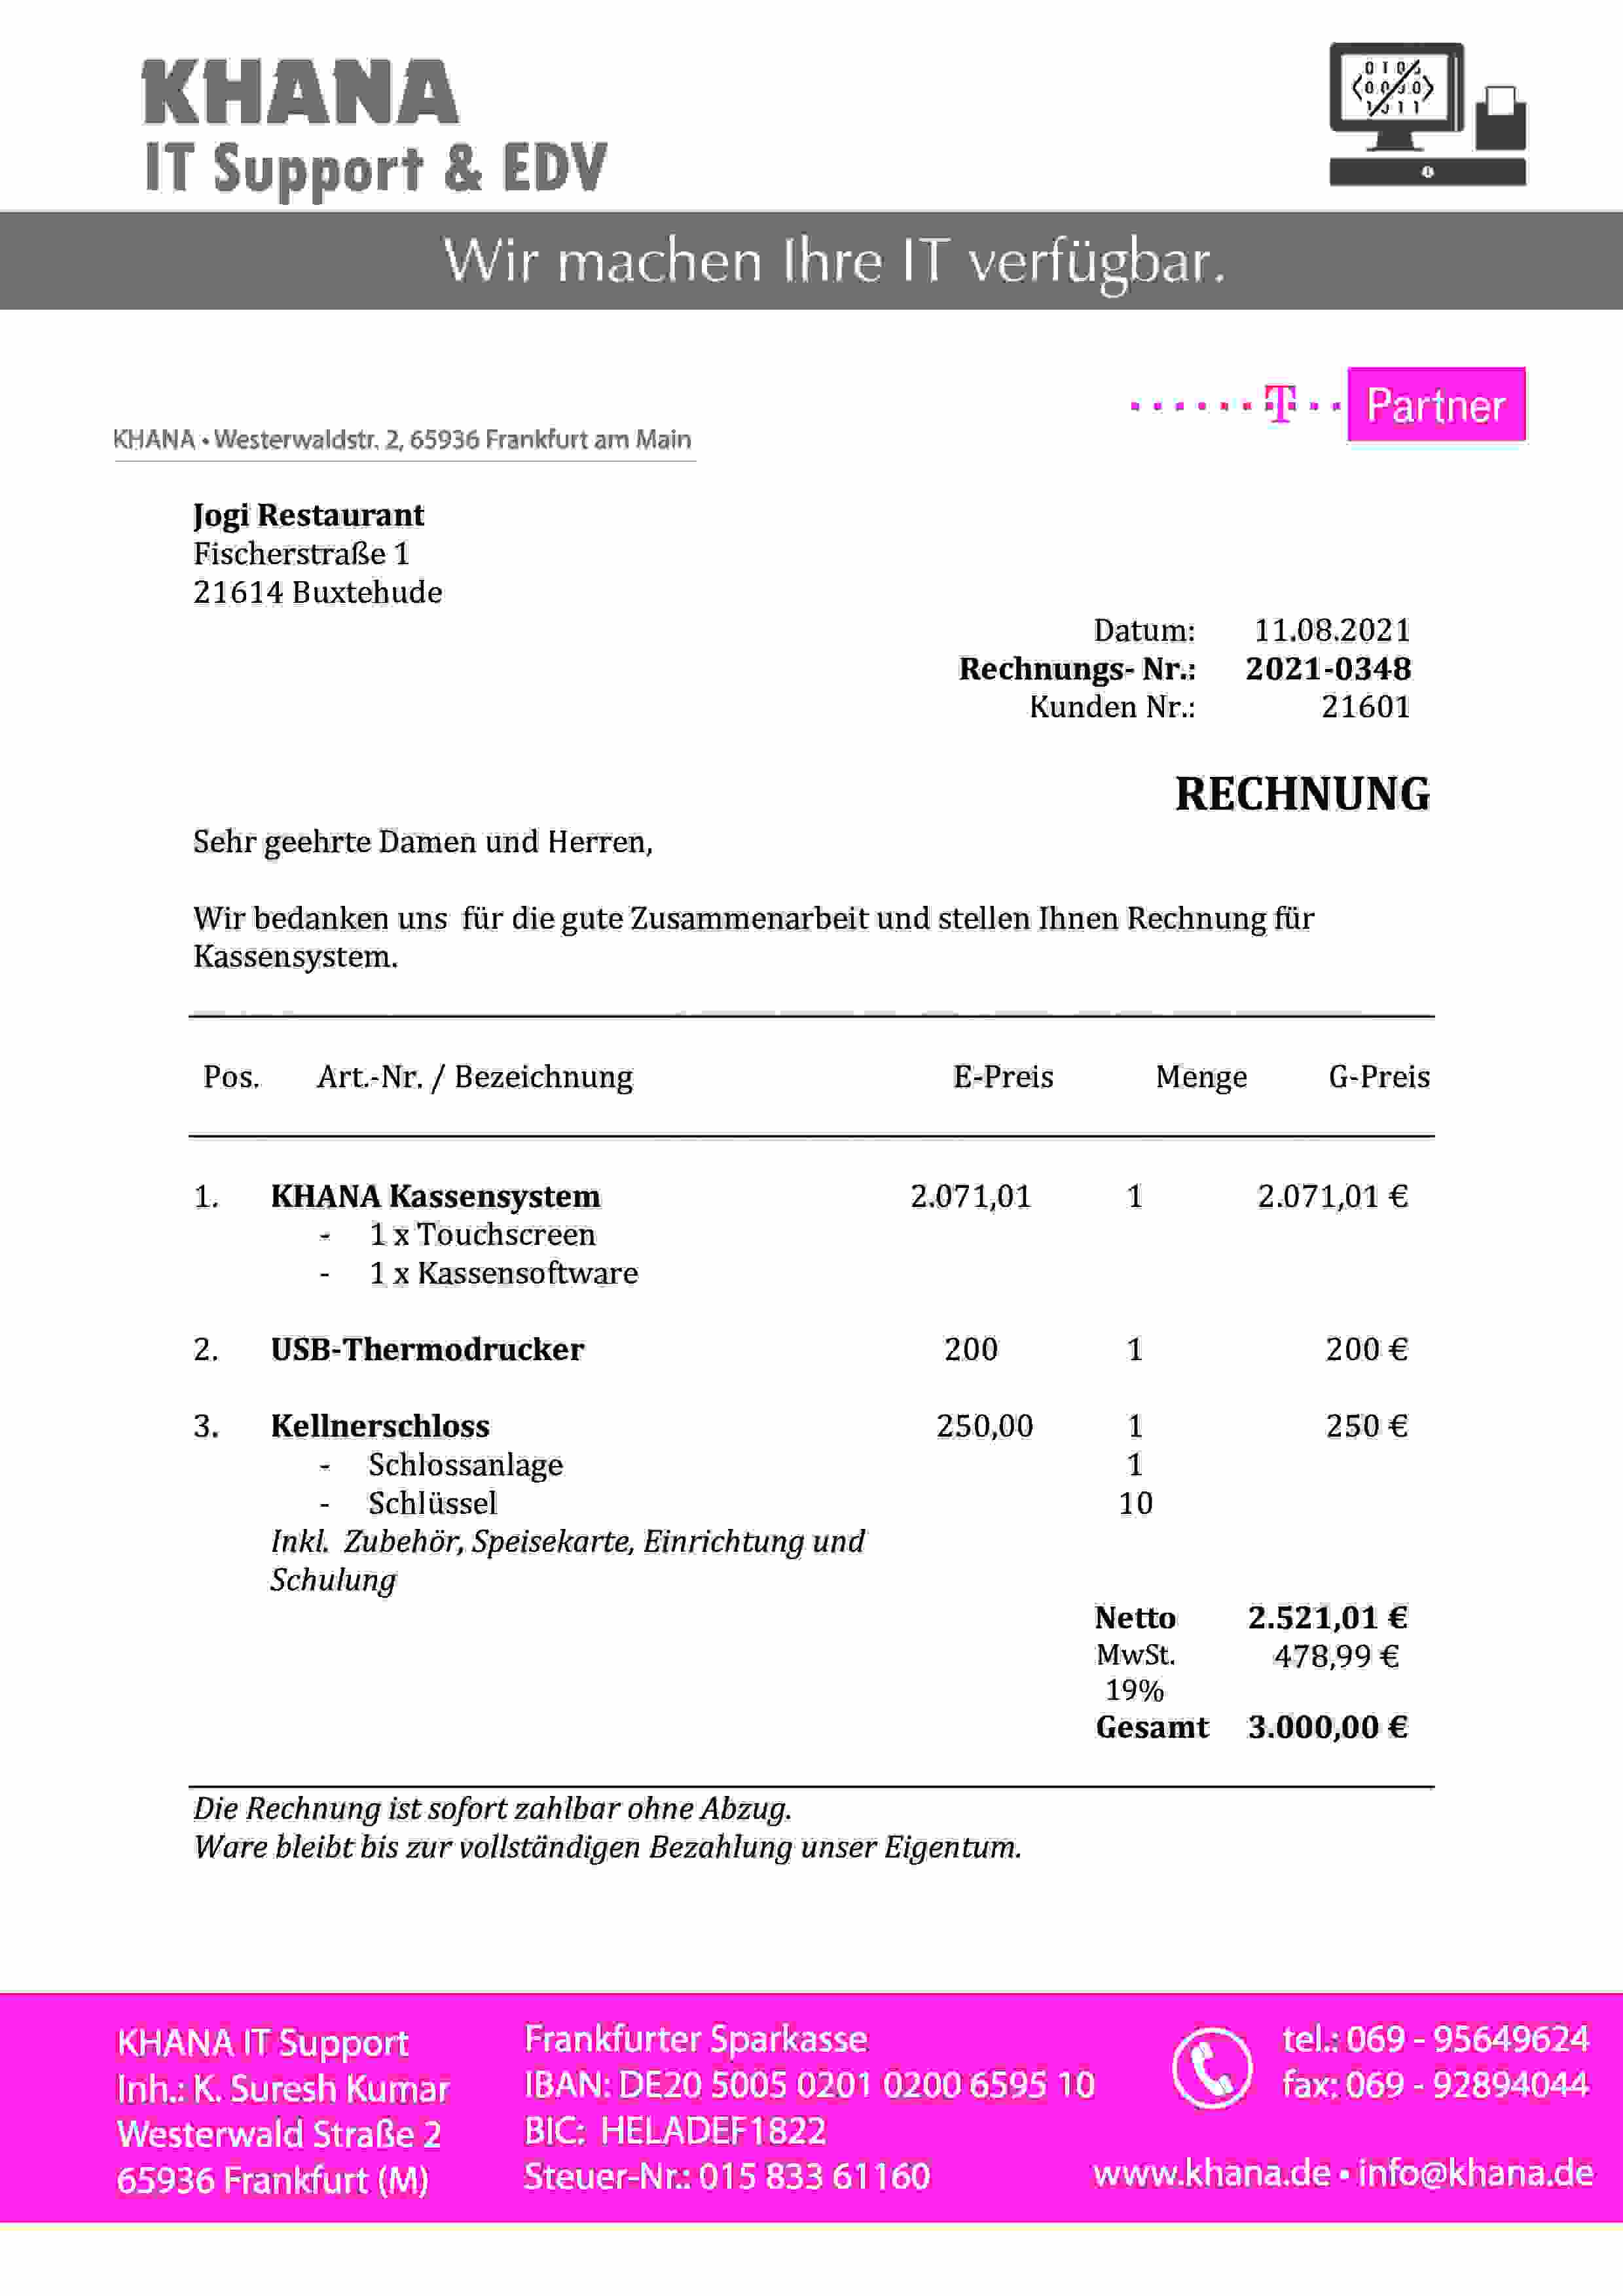 KHANA
IT Support & EDV
Wir machen Ihre IT verfügbar.
T Partner
KHANA • Westerwaldstr. 2, 65936 Frankfurt am Main
Jogi Restaurant
Fischerstraße 1
21614 Buxtehude
Datum: 11.08.2021
Rechnungs- Nr.: 2021-0348
Kunden Nr.: 21601
RECHNUNG
Sehr geehrte Damen und Herren,
Wir bedanken uns für die gute Zusammenarbeit und stellen Ihnen Rechnung für
Kassensystem.
Pos. Art.-Nr. / Bezeichnung E-Preis Menge G-Preis
1. KHANA Kassensystem 2.071,01 1 2.071,01 €
- 1 x Touchscreen
- 1 x Kassensoftware
2. USB-Thermodrucker 200 1 200 €
3. Kellnerschloss 250,00 1 250 €
- Schlossanlage 1
- Schlüssel 10
Inkl. Zubehör, Speisekarte, Einrichtung und
Schulung
Netto 2.521,01 €
MwSt. 478,99 €
19%
Gesamt 3.000,00 €
Die Rechnung ist sofort zahlbar ohne Abzug.
Ware bleibt bis zur vollständigen Bezahlung unser Eigentum.
KHANA IT Support
Inh.: K. Suresh Kumar
Westerwald Straße 2
65936 Frankfurt (M)
Frankfurter Sparkasse
IBAN: DE20 5005 0201 0200 6595 10
BIC: HELADEF1822
Steuer-Nr.: 015 833 61160
tel.: 069 - 95649624
fax: 069 - 92894044
www.khana.de • info@khana.de